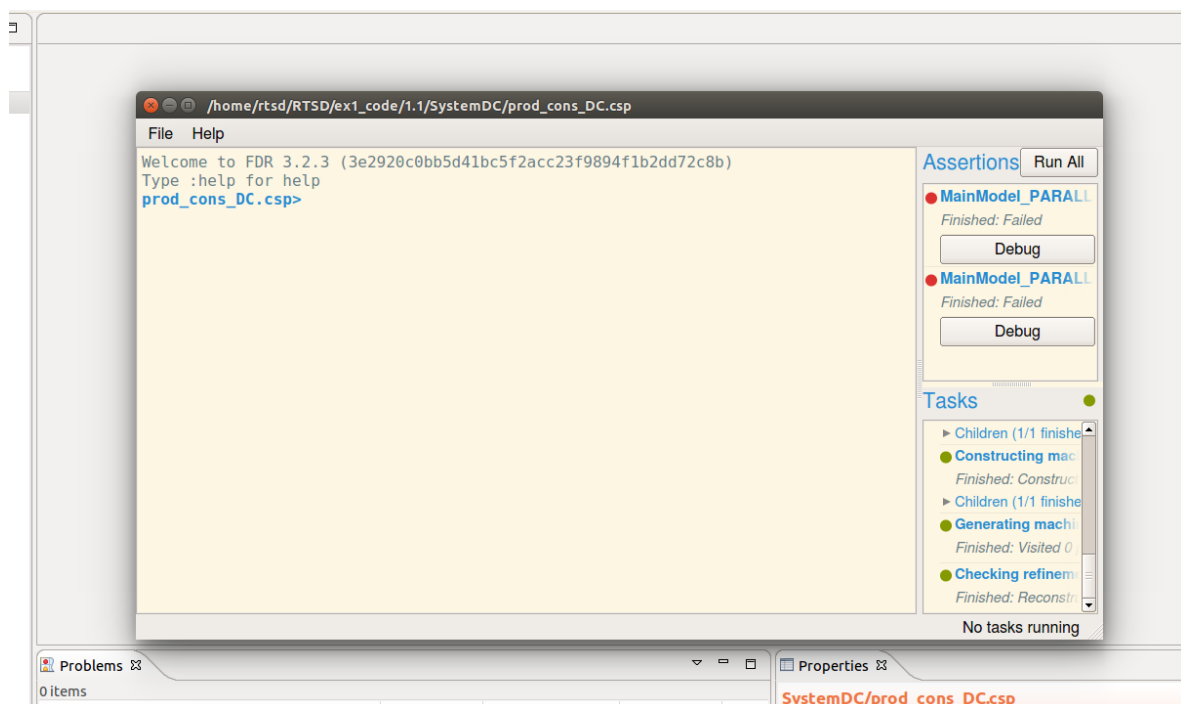 /home/rtsd/RTSD/ex1_code/1.1/SystemDC/prod_cons_DC.csp
File Help
Welcome to FDR 3.2.3 (3e2920c0bb5d41bc5f2acc23f9894f1b2dd72c8b)
Type :help for help
prod_cons_DC.csp>
Assertions Run All
MainModel_PARALL
Finished: Failed
Debug
MainModel_PARALL
Finished: Failed
Debug
Tasks
Children (1/1 finishe
Constructing mac
Finished: Construc
Children (1/1 finishe
Generating machi
Finished: Visited 0
Checking refinem
Finished: Reconstr
No tasks running
Problems
0 items
Properties
SystemDC/prod_cons_DC.csp